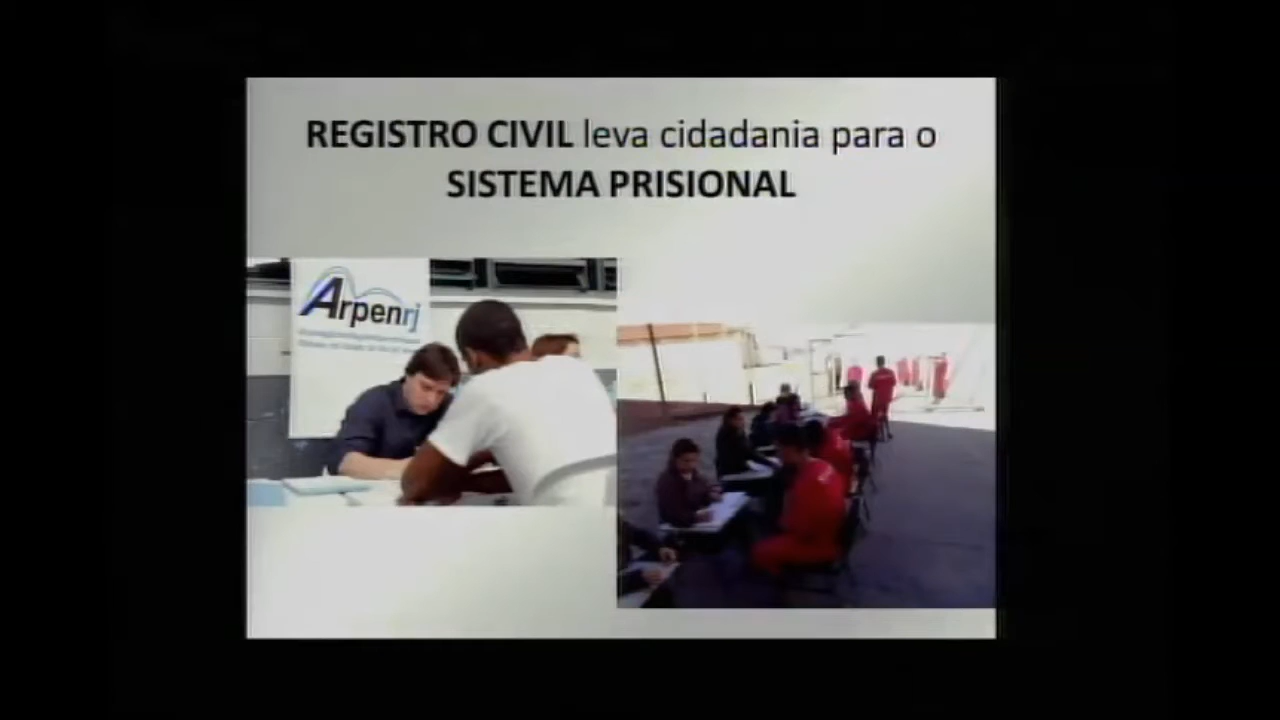 REGISTRO CIVIL leva cidadania para o
SISTEMA PRISIONAL
Arpenrj